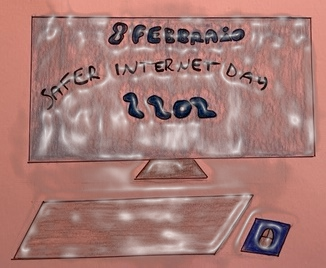 8 FEBBRAIO
SAFER INTERNET DAY
2202